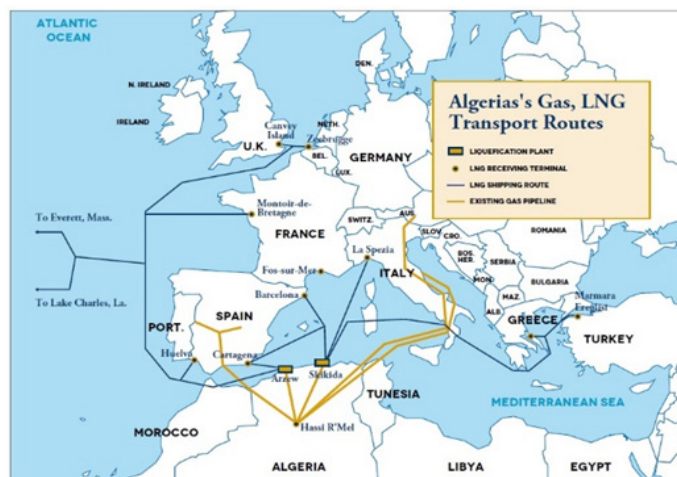 ATLANTIC
OCEAN
N. IRELAND
IRELAND
U.K.
Canvey
Island
Zeebrugge
DEN.
NETH.
BEL.
LUX.
GERMANY
Algerias's Gas, LNG
Transport Routes
LIQUEFICATION PLANT
LNG RECEIVING TERMINAL
LNG SHIPPING ROUTE
EXISTING GAS PIPELINE
To Everett, Mass.
To Lake Charles, La.
Montoir-de-
Bretagne
FRANCE
SWITZ.
AUS.
SLOV.
CRO.
BOS.
HER.
SERBIA
ROMANIA
MON.
BULGARIA
MAZ.
ALB.
La Spezia
ITALY
Fos-sur-Mer
Barcelona
PORT.
SPAIN
Huelva
Cartagena
Arzew
Skikida
GREECE
Marmara
Ereglist
TURKEY
TUNESIA
MEDITERRANEAN SEA
Hassi R'Mel
MOROCCO
ALGERIA
LIBYA
EGYPT